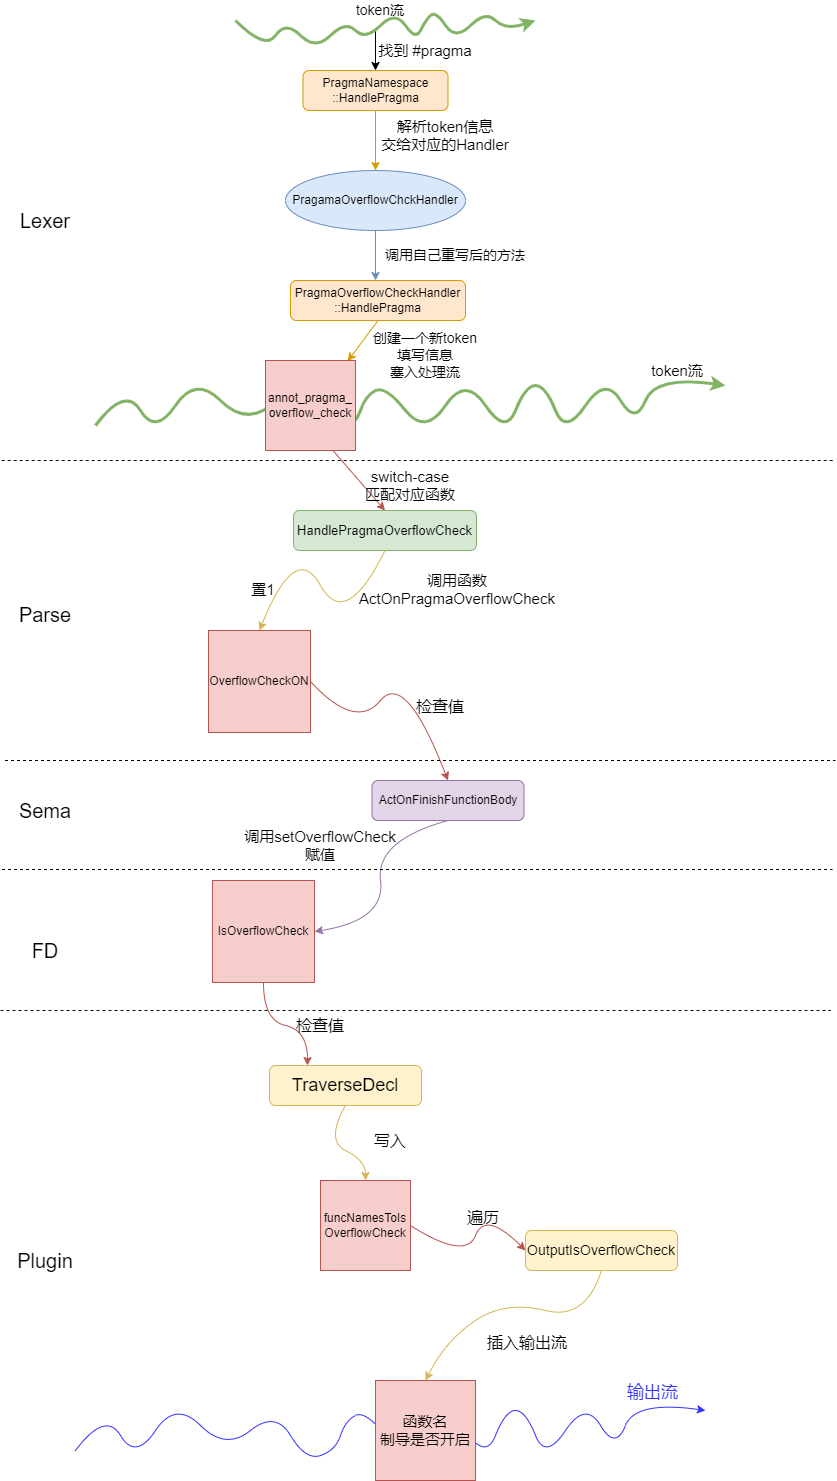 token流
找到 #pragma
PragmaNamespace
::HandlePragma
解析token信息
交给对应的Handler
PragamaOverflowChckHandler
Lexer
调用自己重写后的方法
PragmaOverflowCheckHandler
::HandlePragma
创建一个新token
填写信息
塞入处理流
token流
annot_pragma_
overflow_check
switch-case
匹配对应函数
HandlePragmaOverflowCheck
置1
调用函数
ActOnPragmaOverflowCheck
Parse
OverflowCheckON
检查值
ActOnFinishFunctionBody
Sema
调用setOverflowCheck
赋值
IsOverflowCheck
FD
检查值
TraverseDecl
写入
funcNamesToIs
OverflowCheck
遍历
OutputIsOverflowCheck
Plugin
插入输出流
输出流
函数名
制导是否开启